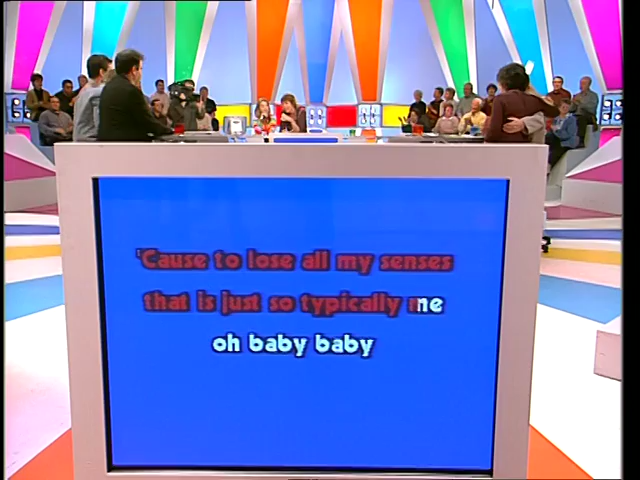 'Cause to lose all my senses
that is just so typically me
oh baby baby